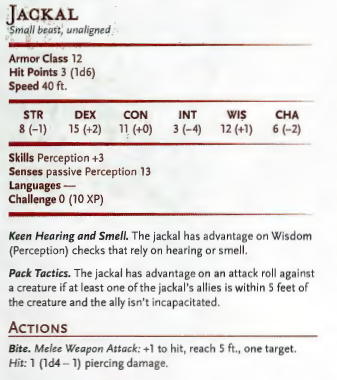 JACKAL
Small beast, unaligned
Armor Class 12
Hit Points 3 (1d6)
Speed 40 ft.
STR DEX CON INT WIS CHA
8 (–1) 15 (+2) 11 (+0) 3 (–4) 12 (+1) 6 (–2)
Skills Perception +3
Senses passive Perception 13
Languages —
Challenge 0 (10 XP)
Keen Hearing and Smell. The jackal has advantage on Wisdom
(Perception) checks that rely on hearing or smell.
Pack Tactics. The jackal has advantage on an attack roll against
a creature if at least one of the jackal's allies is within 5 feet of
the creature and the ally isn't incapacitated.
ACTIONS
Bite. Melee Weapon Attack: +1 to hit, reach 5 ft., one target.
Hit: 1 (1d4 – 1) piercing damage.